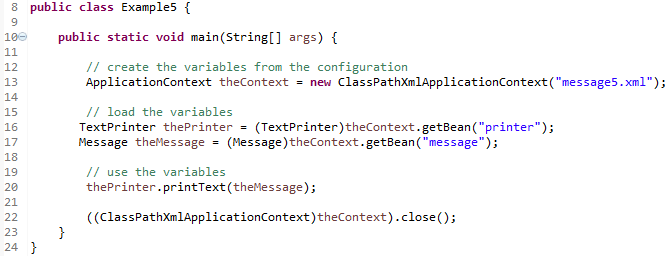 8 public class Example5 {
9
10 public static void main(String[] args) {
11
12 // create the variables from the configuration
13 ApplicationContext theContext = new ClassPathXmlApplicationContext("message5.xml");
14
15 // load the variables
16 TextPrinter thePrinter = (TextPrinter)theContext.getBean("printer");
17 Message theMessage = (Message)theContext.getBean("message");
18
19 // use the variables
20 thePrinter.printText(theMessage);
21
22 ((ClassPathXmlApplicationContext)theContext).close();
23 }
24 }